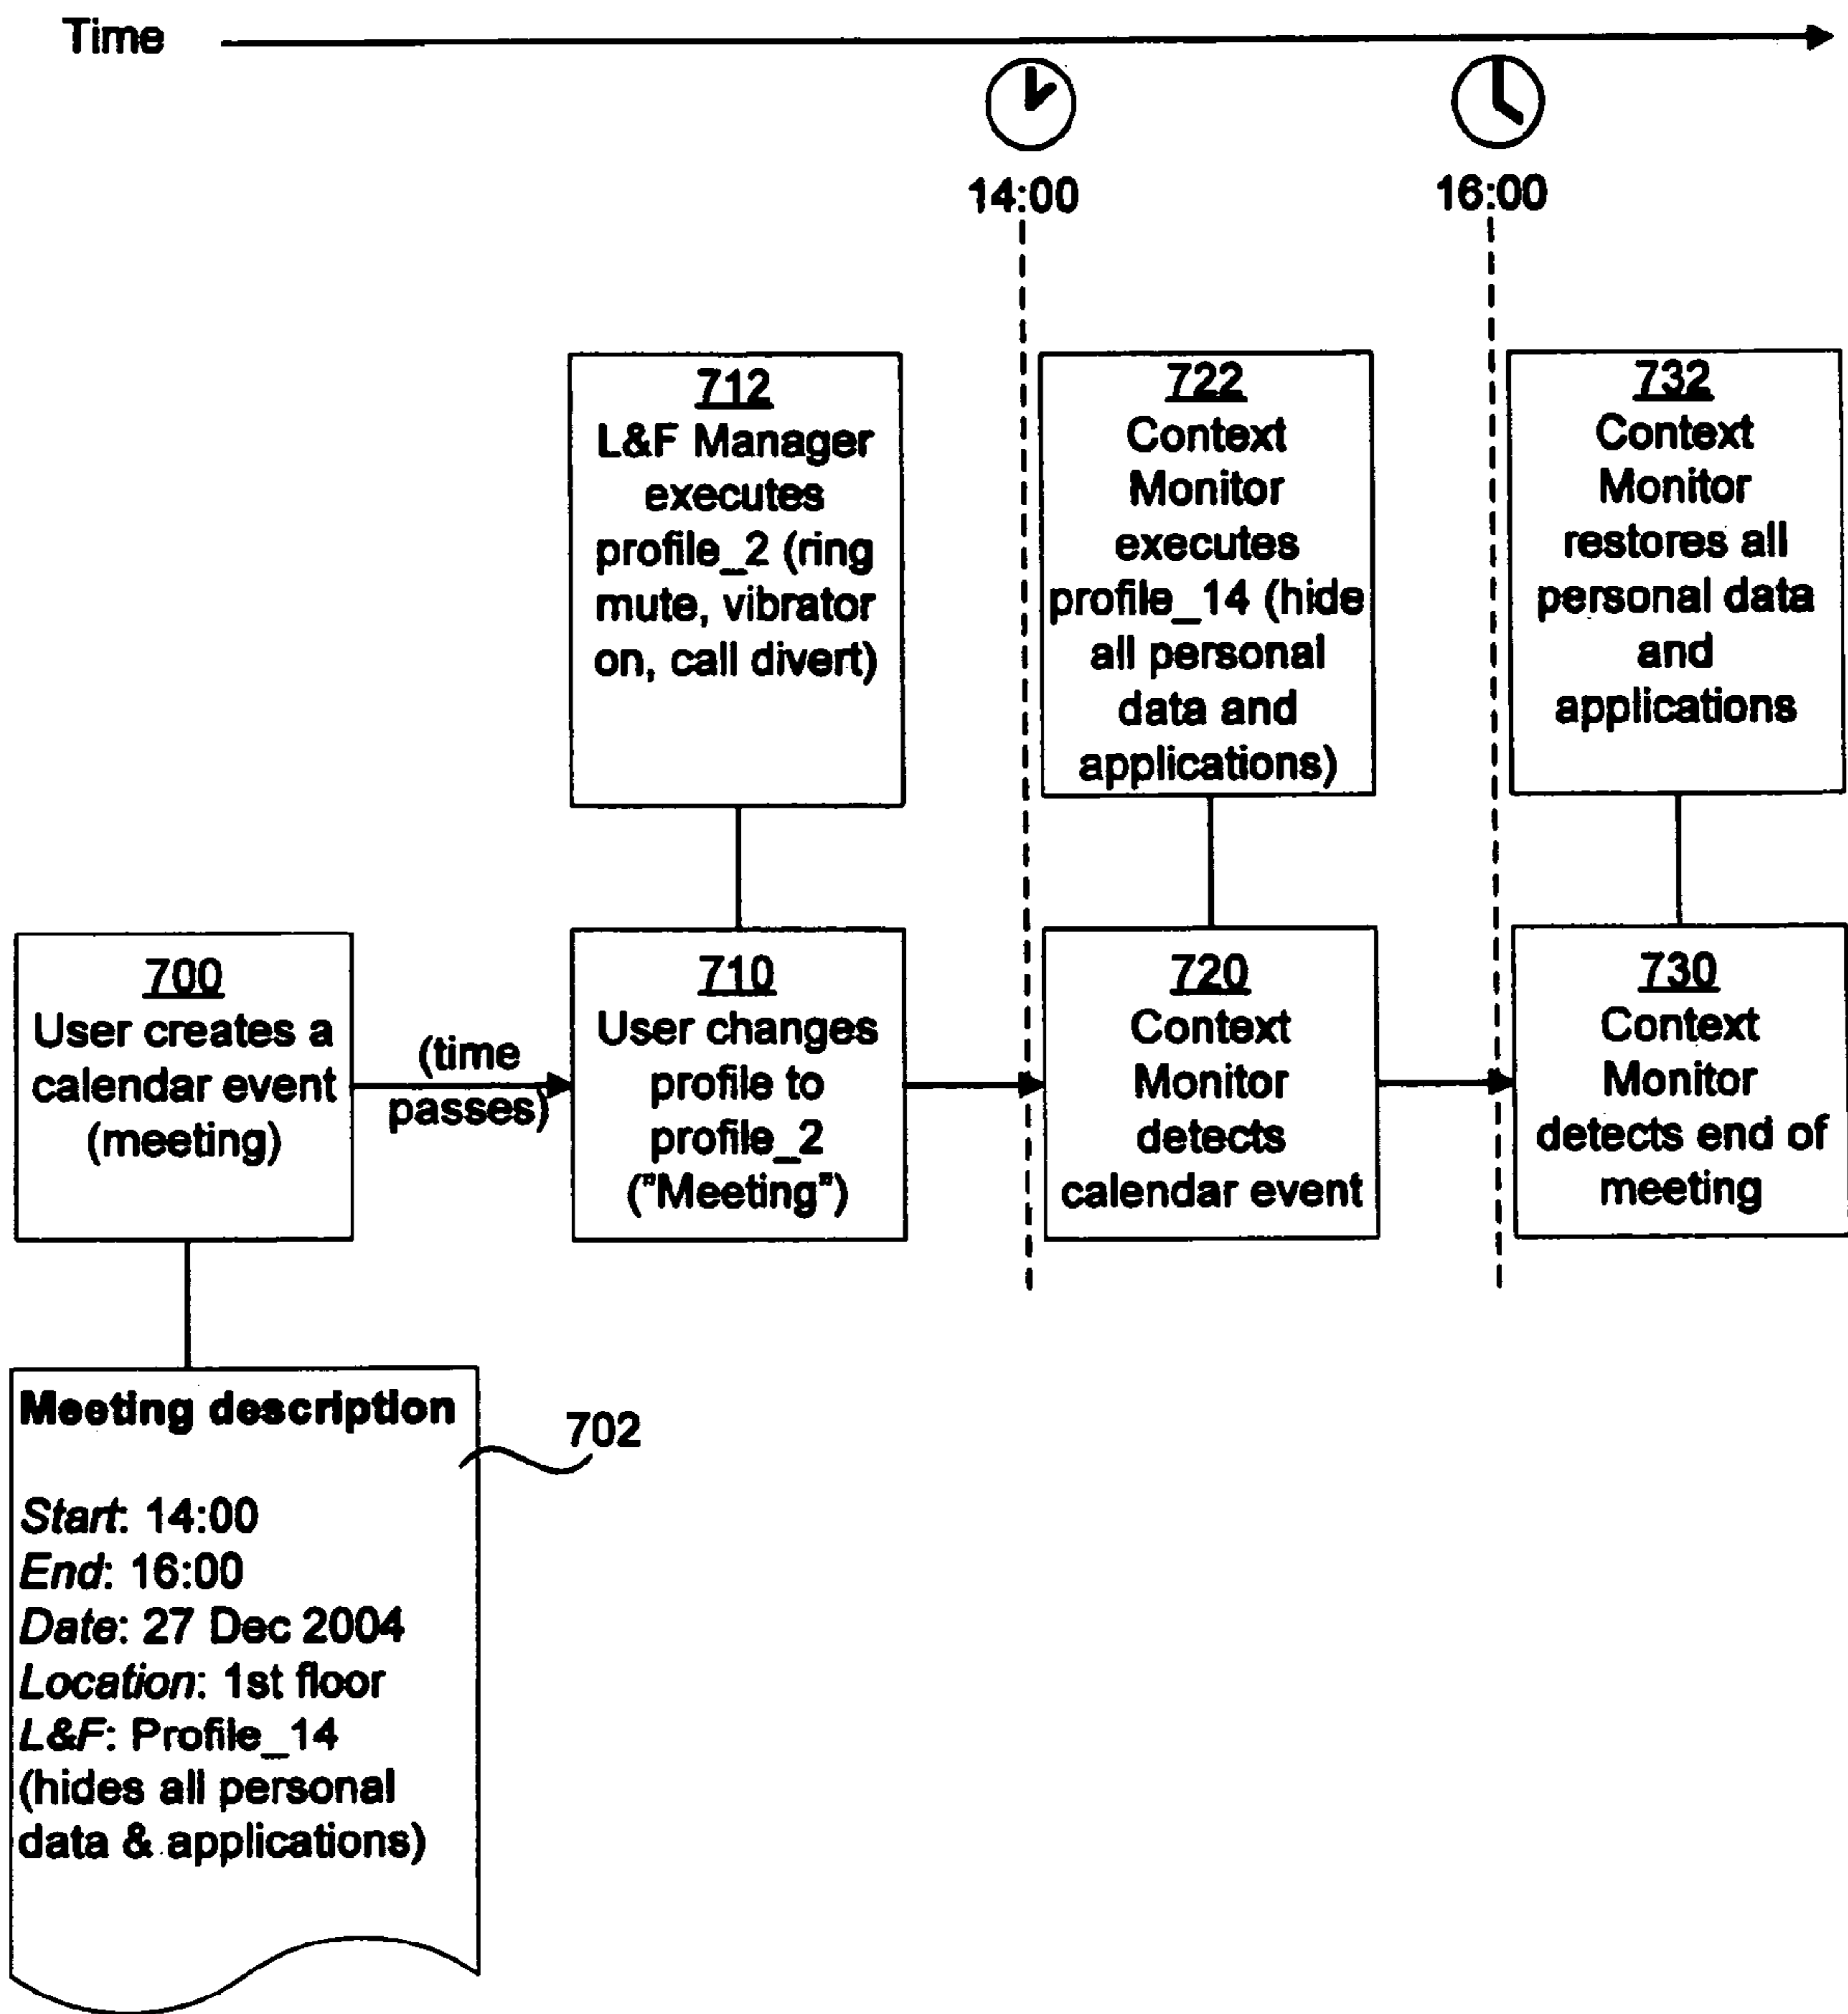 Time
14:00
16:00
712
L&F Manager
executes
profile_2 (ring
mute, vibrator
on, call divert)
722
Context
Monitor
executes
profile_14 (hide
all personal
data and
applications)
732
Context
Monitor
restores all
personal data
and
applications
700
User creates a
calendar event
(meeting)
(time
passes)
710
User changes
profile to
profile_2
("Meeting")
720
Context
Monitor
detects
calendar event
730
Context
Monitor
detects end of
meeting
Meeting description
702
Start: 14:00
End: 16:00
Date: 27 Dec 2004
Location: 1st floor
L&F: Profile_14
(hides all personal
data & applications)